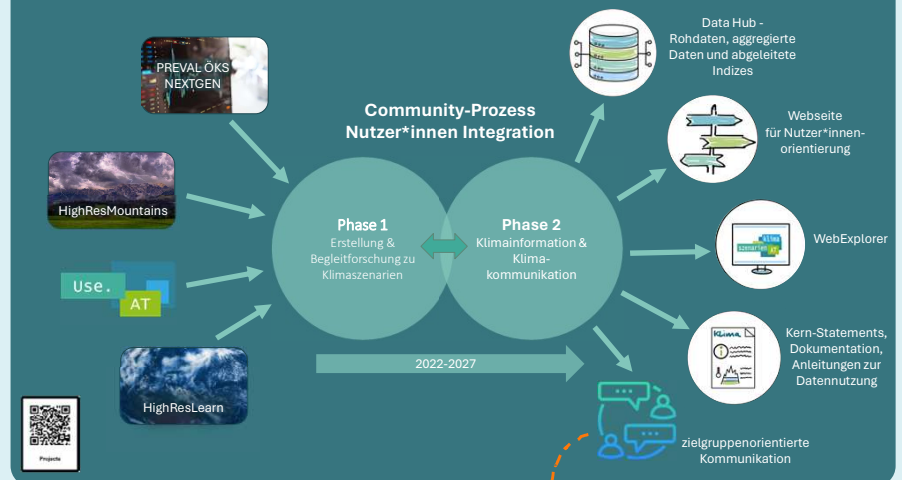 PREVAL ÖKS
NEXTGEN
HighResMountains
Use.
AT
HighResLearn
Projects
Community-Prozess
Nutzer*innen Integration
Phase 1
Erstellung &
Begleitforschung zu
Klimaszenarien
Phase 2
Klimainformation &
Klima-
kommunikation
2022-2027
Data Hub -
Rohdaten, aggregierte
Daten und abgeleitete
Indizes
Webseite
für Nutzer*innen-
orientierung
klima
szenarien
AT
WebExplorer
Klima
Kern-Statements,
Dokumentation,
Anleitungen zur
Datennutzung
zielgruppenorientierte
Kommunikation